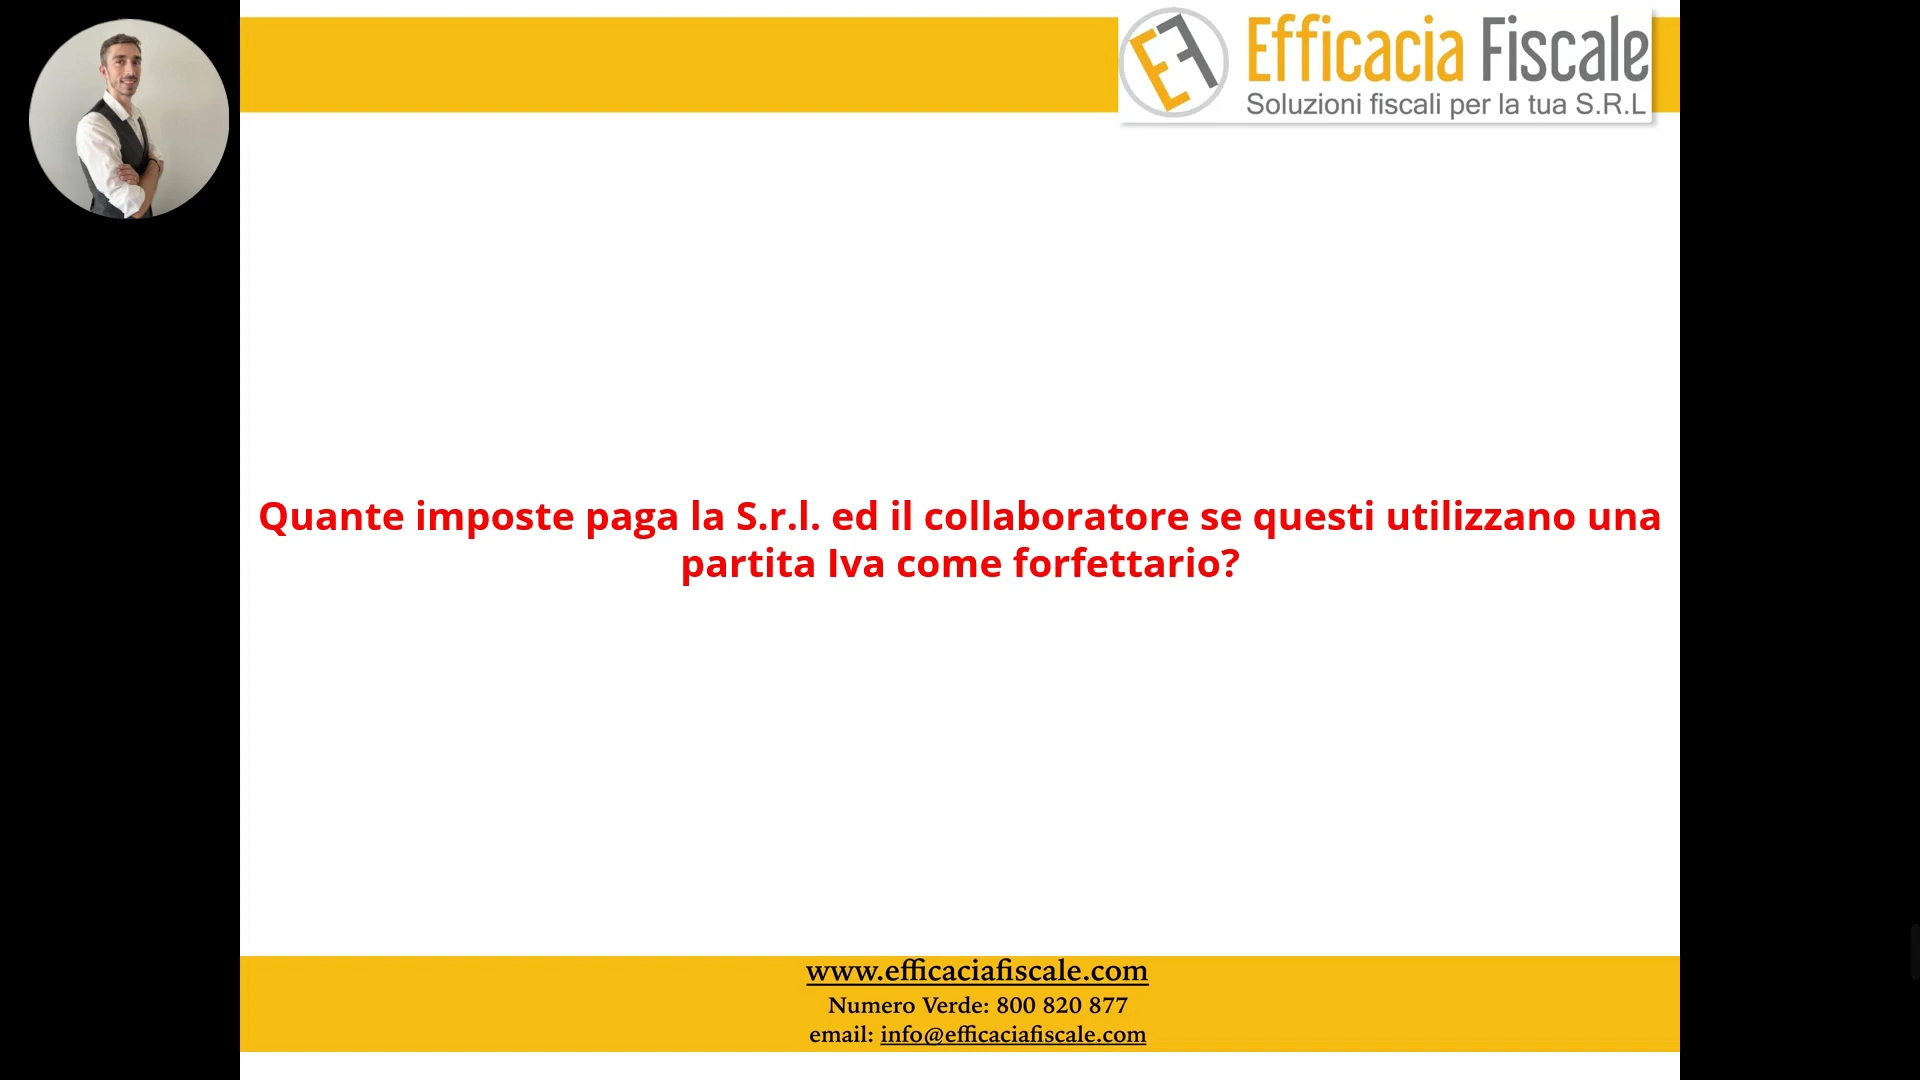 EF
Efficacia Fiscale
Soluzioni fiscali per la tua S.R.L
Quante imposte paga la S.r.l. ed il collaboratore se questi utilizzano una
partita Iva come forfettario?
www.efficaciafiscale.com
Numero Verde: 800 820 877
email: info@efficaciafiscale.com